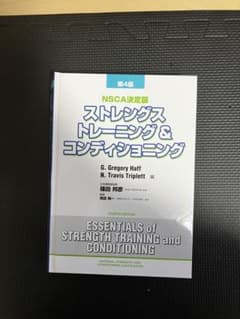 第4版
NSCA決定版
ストレングス
トレーニング&
コンディショニング
G. Gregory Haff
N. Travis Triplett 編
篠田 邦彦
ESSENTIALS of
STRENGTH TRAINING and
CONDITIONING